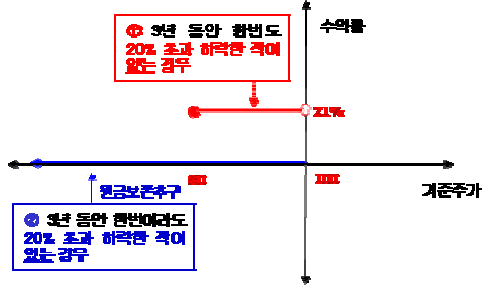 ① 3년 동안 한번도
20% 초과 하락한 적이
없는 경우
수익률
21%
80
100
원금보존추구
기준주가
② 3년 동안 한번이라도
20% 초과 하락한 적이
있는 경우